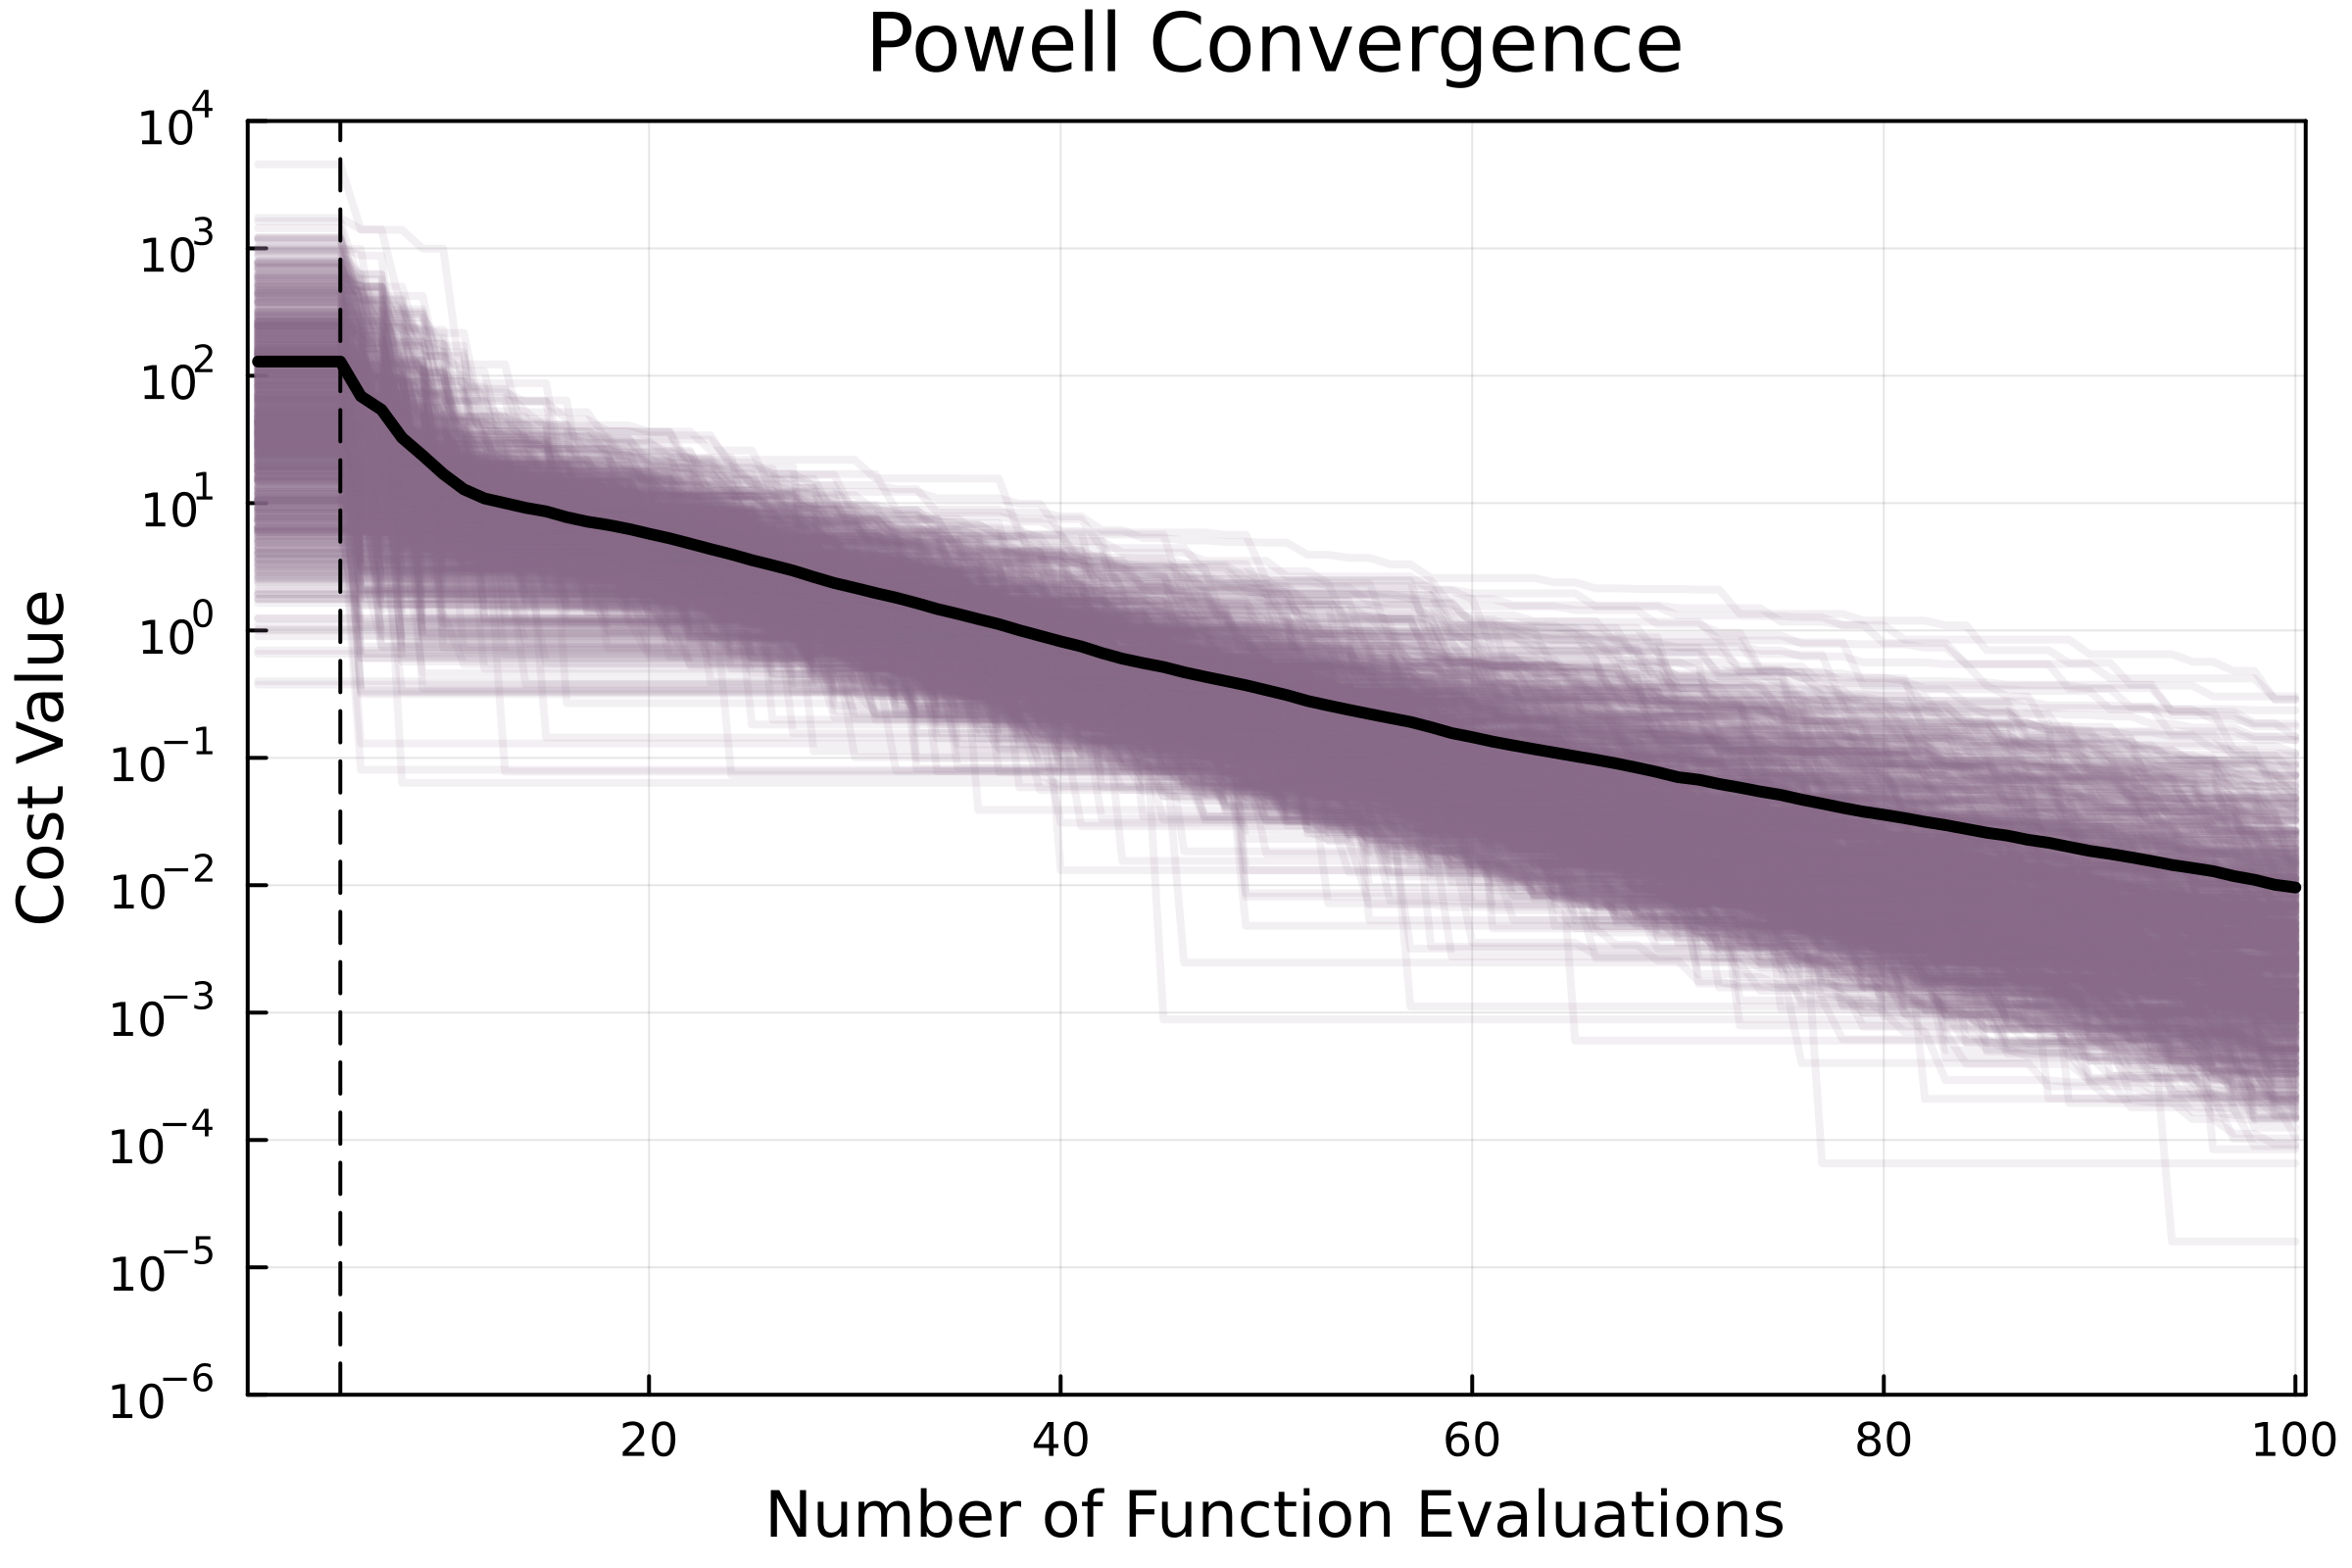 Powell Convergence
10^4
10^3
10^2
10^1
10^0
10^−1
10^−2
10^−3
10^−4
10^−5
10^−6
Cost Value
20 40 60 80 100
Number of Function Evaluations